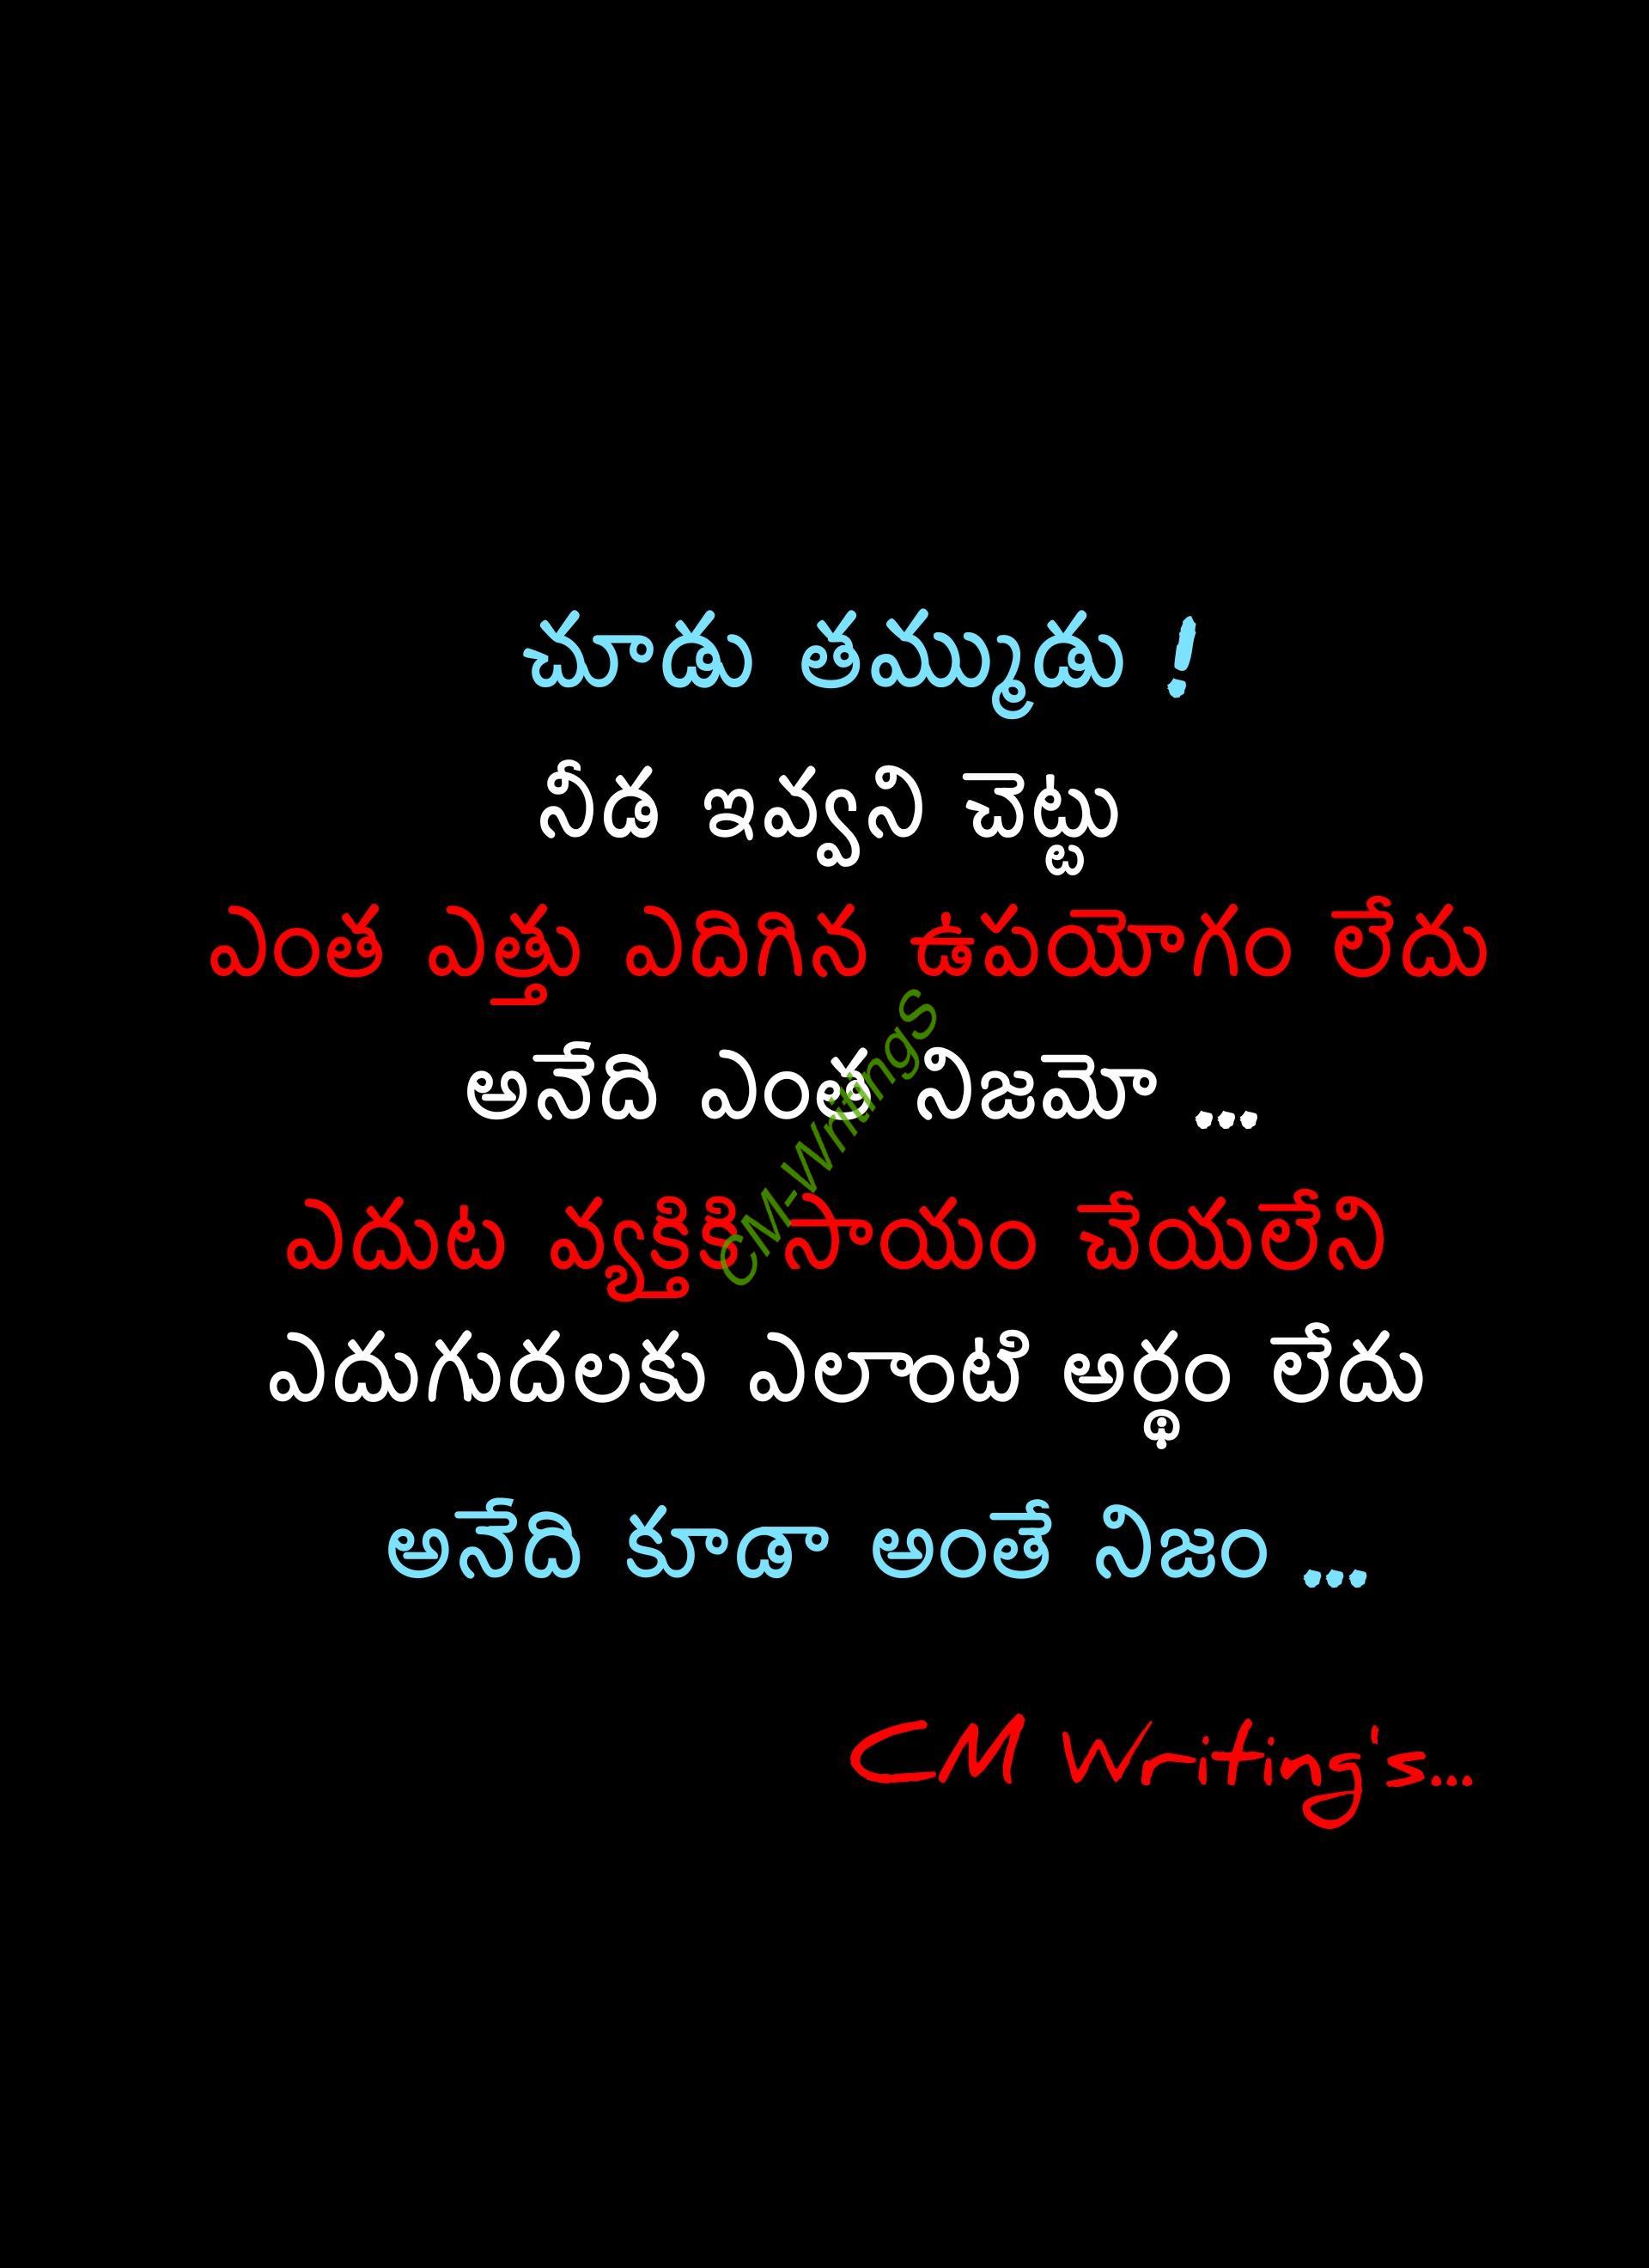 చూడు తమ్ముడు !
నీడ ఇవ్వని చెట్టు
ఎంత ఎత్తు ఎదిగిన ఉపయోగం లేదు
అనేది ఎంత నిజమో ...
ఎదుట వ్యక్తికి సాయం చేయలేని
ఎదుగుదలకు ఎలాంటి అర్థం లేదు
అనేది కూడా అంతే నిజం ...
CM Writing's...
CM-Writings